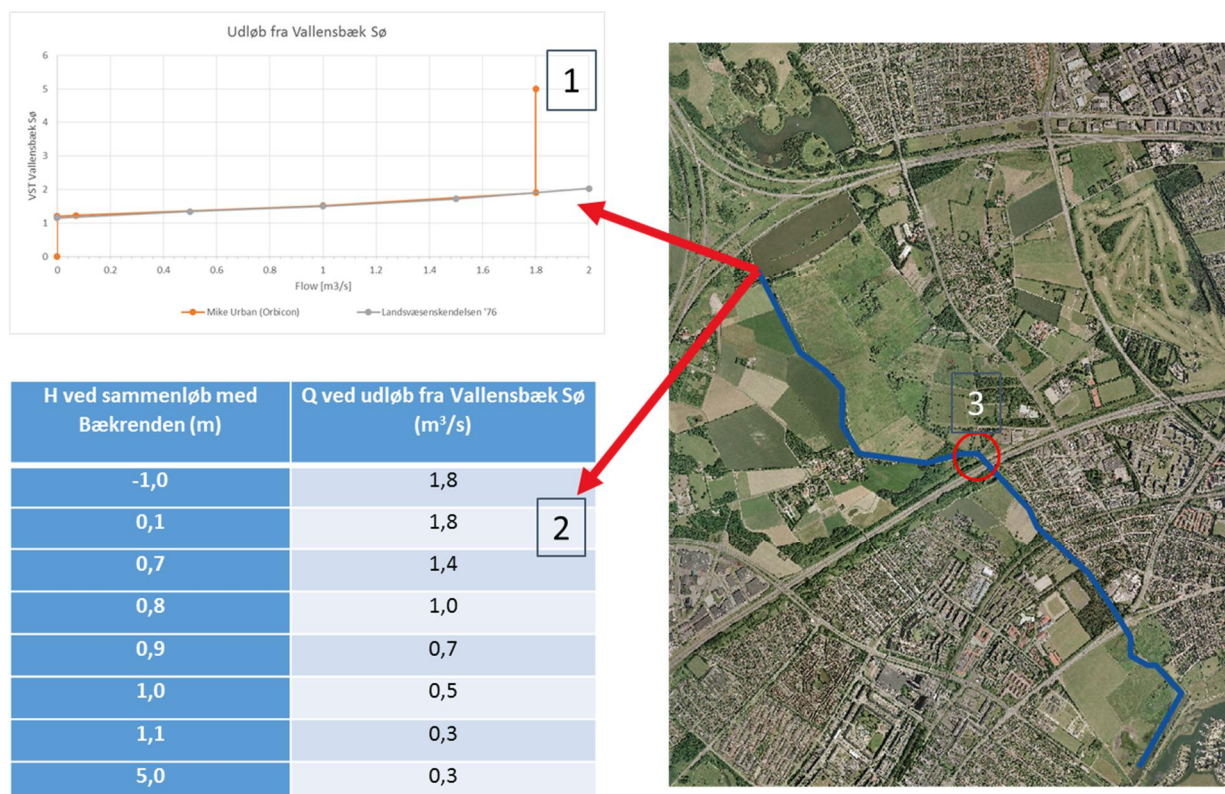 Udløb fra Vallensbæk Sø
1
VST Vallensbæk Sø
6
5
4
3
2
1
0
0 0.2 0.4 0.6 0.8 1 1.2 1.4 1.6 1.8 2
Flow [m3/s]
Mike Urban (Orbicon) Landsvæsenskendelsen '76
H ved sammenløb med
Bækrenden (m)
Q ved udløb fra Vallensbæk Sø
(m³/s)
-1,0 1,8
0,1 1,8
0,7 1,4
0,8 1,0
0,9 0,7
1,0 0,5
1,1 0,3
5,0 0,3
2
3